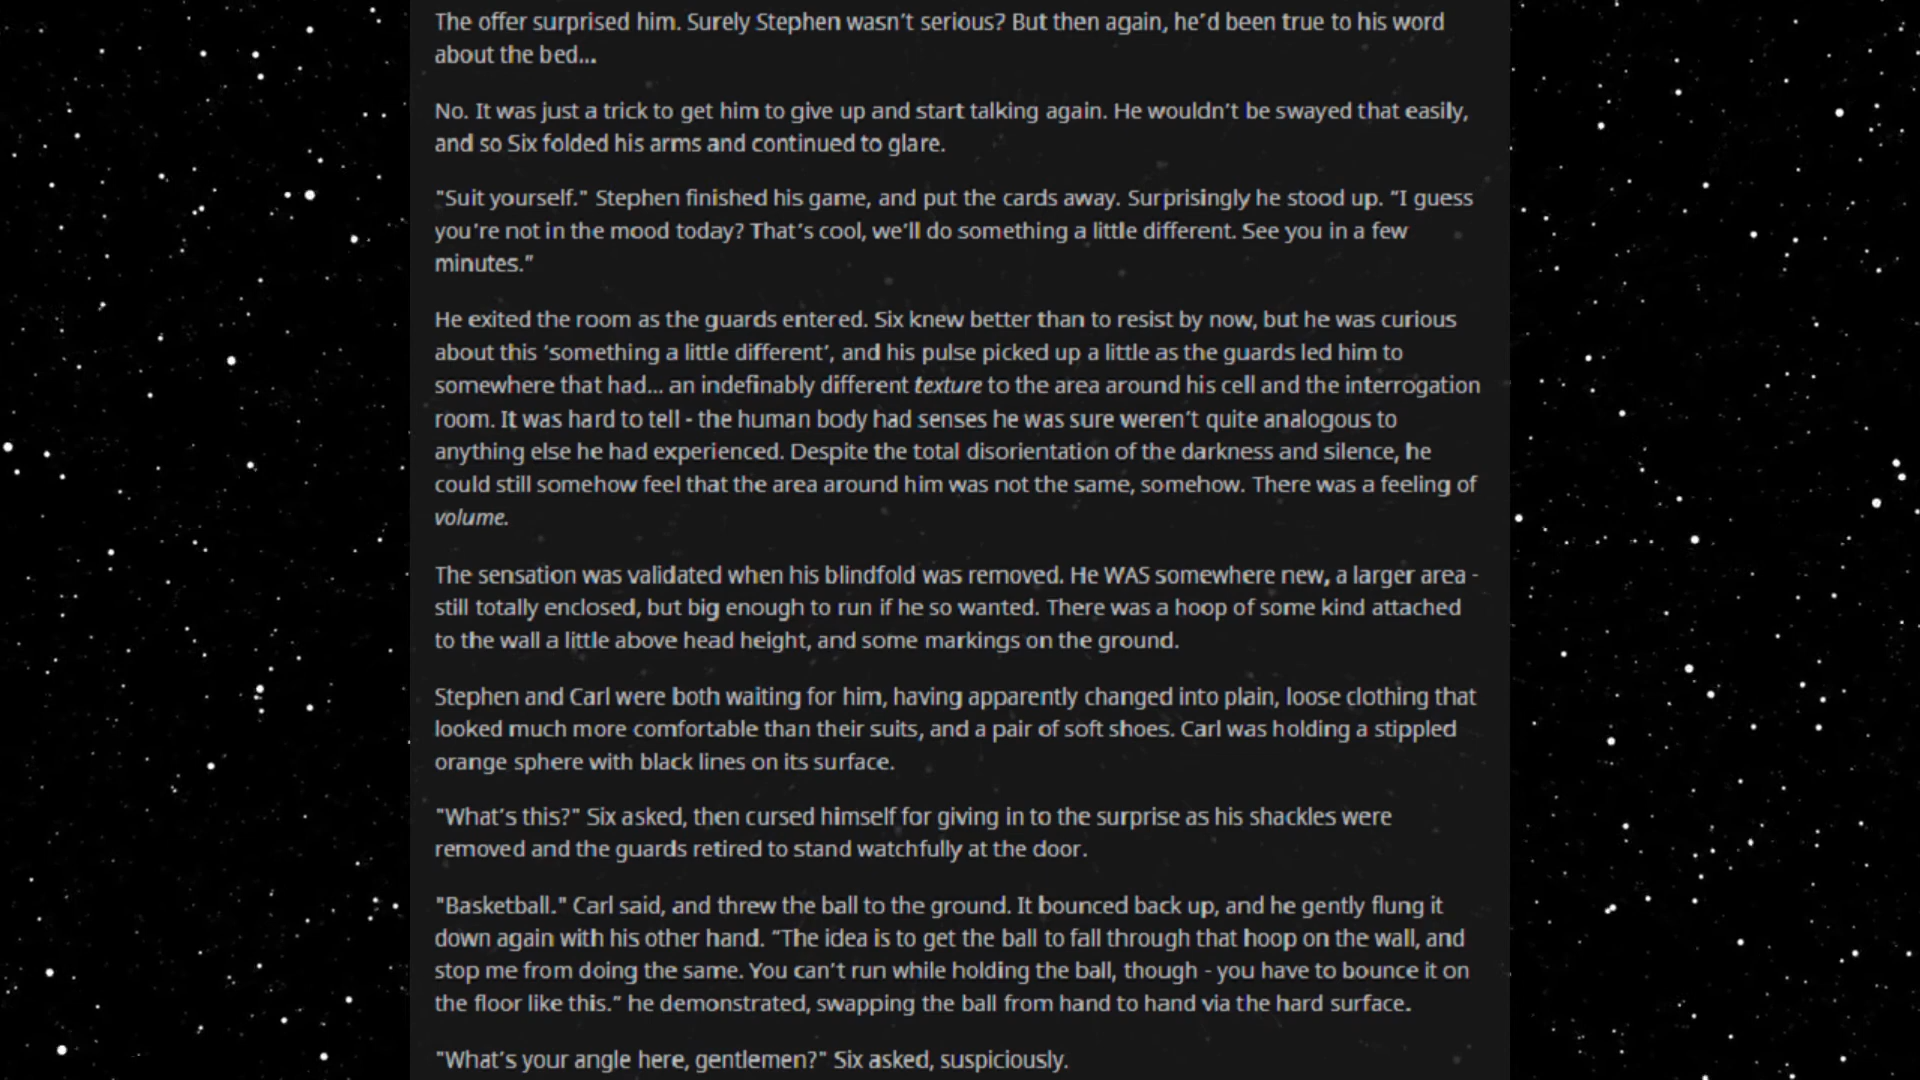 The offer surprised him. Surely Stephen wasn’t serious? But then again, he’d been true to his word
about the bed...
No. It was just a trick to get him to give up and start talking again. He wouldn’t be swayed that easily,
and so Six folded his arms and continued to glare.
"Suit yourself." Stephen finished his game, and put the cards away. Surprisingly he stood up. “I guess
you’re not in the mood today? That’s cool, we’ll do something a little different. See you in a few
minutes.”
He exited the room as the guards entered. Six knew better than to resist by now, but he was curious
about this ‘something a little different’, and his pulse picked up a little as the guards led him to
somewhere that had... an indefinably different texture to the area around his cell and the interrogation
room. It was hard to tell - the human body had senses he was sure weren’t quite analogous to
anything else he had experienced. Despite the total disorientation of the darkness and silence, he
could still somehow feel that the area around him was not the same, somehow. There was a feeling of
volume.
The sensation was validated when his blindfold was removed. He WAS somewhere new, a larger area -
still totally enclosed, but big enough to run if he so wanted. There was a hoop of some kind attached
to the wall a little above head height, and some markings on the ground.
Stephen and Carl were both waiting for him, having apparently changed into plain, loose clothing that
looked much more comfortable than their suits, and a pair of soft shoes. Carl was holding a stippled
orange sphere with black lines on its surface.
"What’s this?" Six asked, then cursed himself for giving in to the surprise as his shackles were
removed and the guards retired to stand watchfully at the door.
"Basketball." Carl said, and threw the ball to the ground. It bounced back up, and he gently flung it
down again with his other hand. “The idea is to get the ball to fall through that hoop on the wall, and
stop me from doing the same. You can’t run while holding the ball, though - you have to bounce it on
the floor like this.” he demonstrated, swapping the ball from hand to hand via the hard surface.
"What’s your angle here, gentlemen?" Six asked, suspiciously.